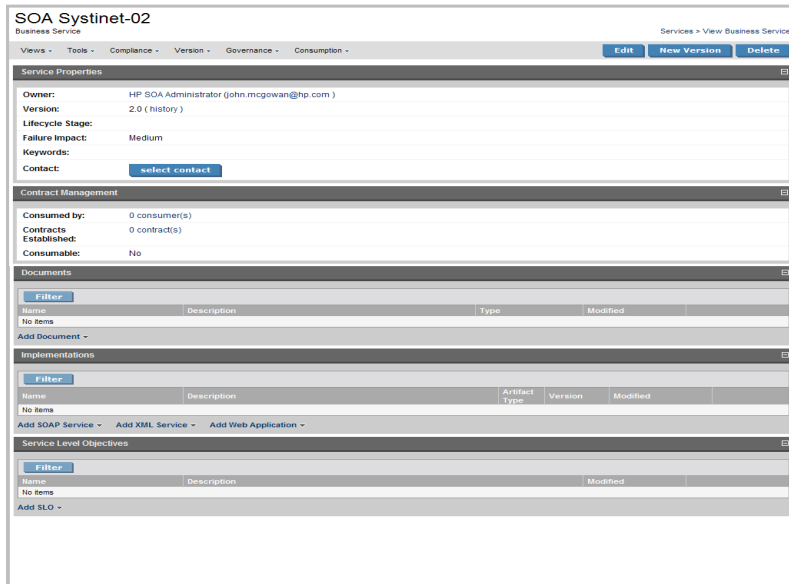 SOA Systinet-02
Business Service
Services > View Business Service
Views Tools Compliance Version Governance Consumption
Edit New Version Delete
Service Properties
Owner: HP SOA Administrator (john.mcgowan@hp.com )
Version: 2.0 ( history )
Lifecycle Stage:
Failure Impact: Medium
Keywords:
Contact: select contact
Contract Management
Consumed by: 0 consumer(s)
Contracts Established: 0 contract(s)
Consumable: No
Documents
Filter
Name Description Type Modified
No items
Add Document
Implementations
Filter
Name Description Artifact Type Version Modified
No items
Add SOAP Service Add XML Service Add Web Application
Service Level Objectives
Filter
Name Description Modified
No items
Add SLO